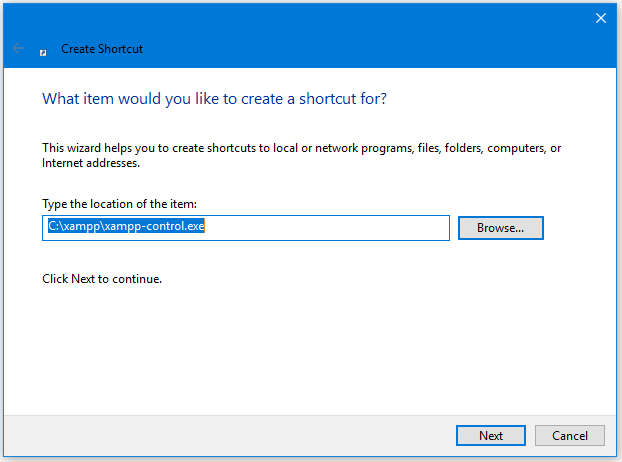 Create Shortcut
What item would you like to create a shortcut for?
This wizard helps you to create shortcuts to local or network programs, files, folders, computers, or
Internet addresses.
Type the location of the item:
C:\xampp\xampp-control.exe
Browse...
Click Next to continue.
Next
Cancel